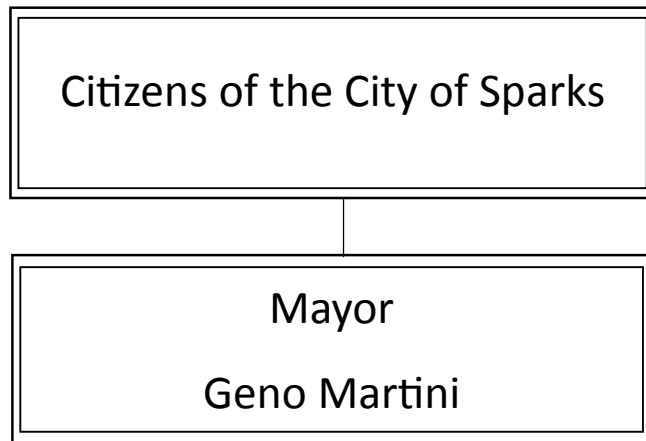 Citizens of the City of Sparks
Mayor
Geno Martini